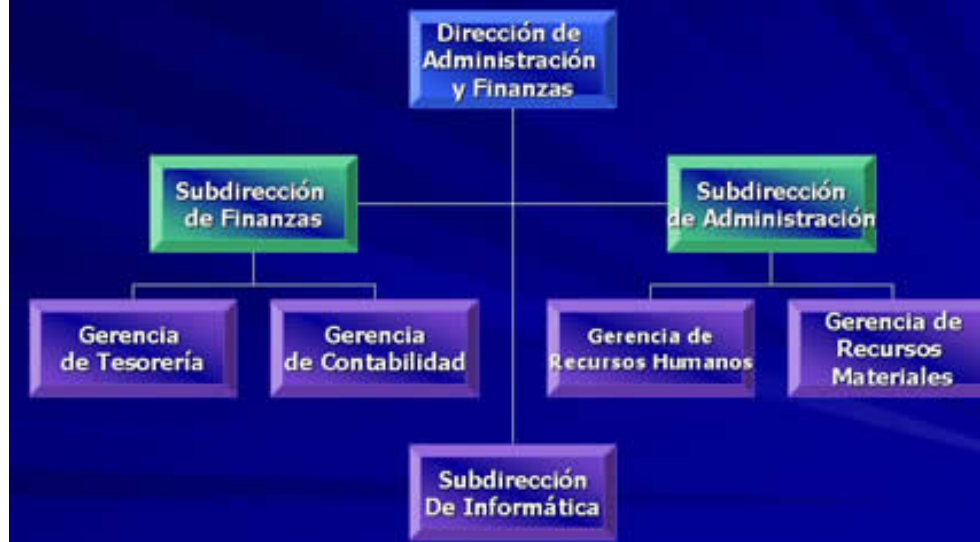 Dirección de
Administración
y Finanzas
Subdirección
de Finanzas
Subdirección
de Administración
Gerencia
de Tesorería
Gerencia
de Contabilidad
Gerencia de
Recursos Humanos
Gerencia de
Recursos
Materiales
Subdirección
De Informática